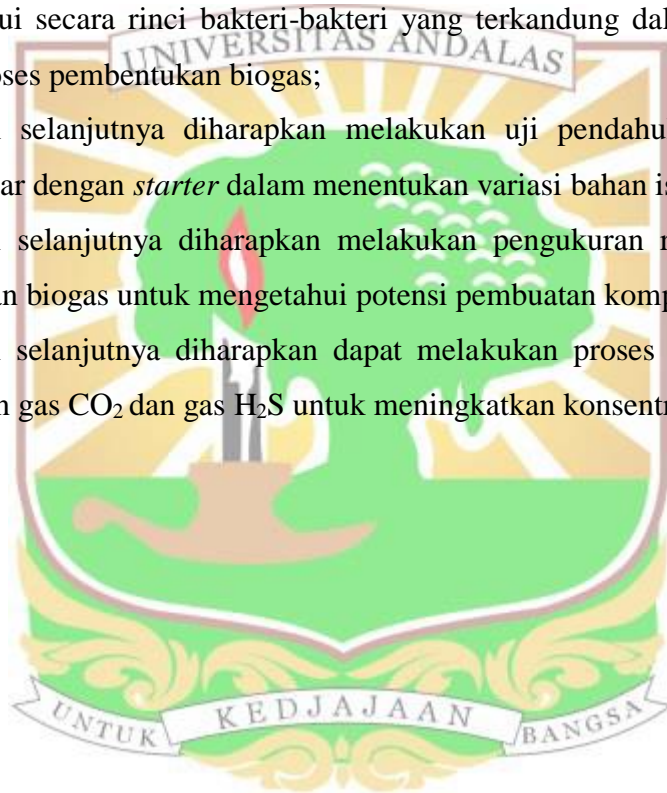 ui secara rinci bakteri-bakteri yang terkandung dal
UNIVERSITAS ANDALAS
oses pembentukan biogas;
selanjutnya diharapkan melakukan uji pendahu
ar dengan starter dalam menentukan variasi bahan is
selanjutnya diharapkan melakukan pengukuran
an biogas untuk mengetahui potensi pembuatan komp
selanjutnya diharapkan dapat melakukan proses
n gas CO₂ dan gas H₂S untuk meningkatkan konsentr
UNTUK KEDJAJAAN BANGSA